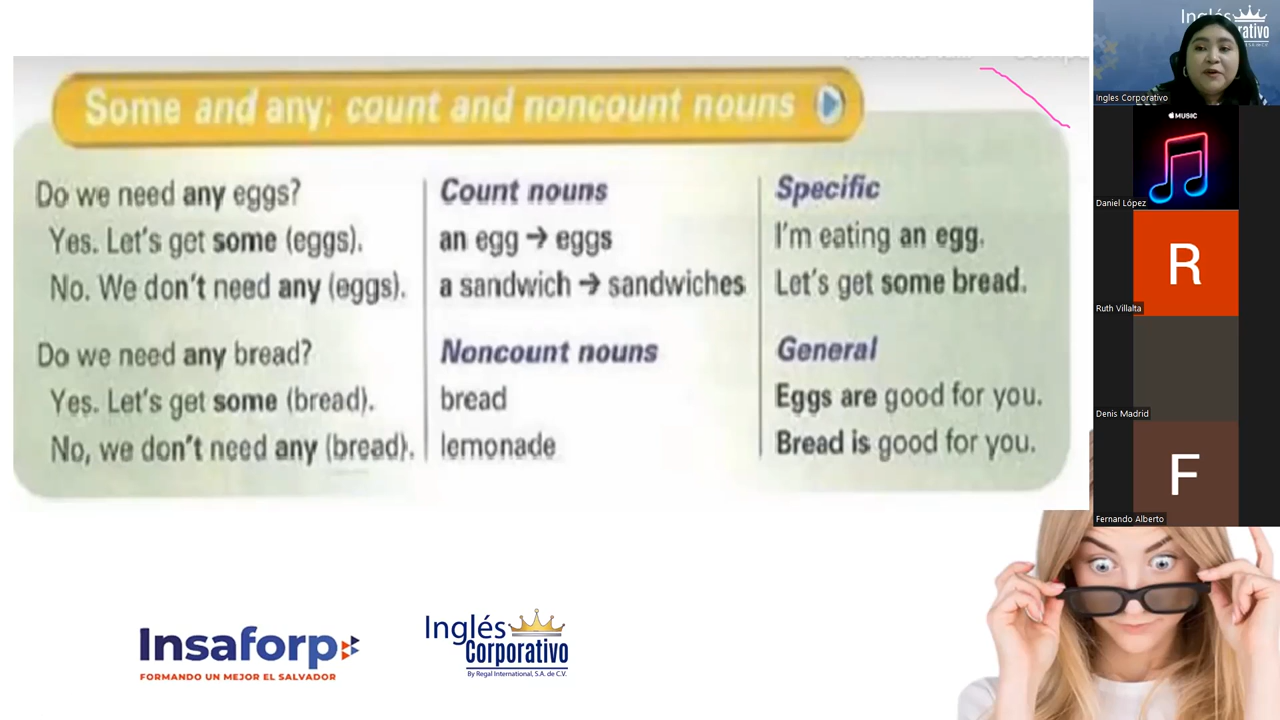 Some and any; count and noncount nouns
Do we need any eggs?
Yes. Let's get some (eggs).
No. We don't need any (eggs).
Do we need any bread?
Yes. Let's get some (bread).
No, we don't need any (bread).
Count nouns
an egg → eggs
a sandwich → sandwiches
Noncount nouns
bread
lemonade
Specific
I'm eating an egg.
Let's get some bread.
General
Eggs are good for you.
Bread is good for you.
Insaforp
FORMANDO UN MEJOR EL SALVADOR
Inglés
Corporativo
By Regal International, S.A. de C.V.
Inglés
Ingles Corporativo
MUSIC
Daniel López
R
Ruth Villalta
Denis Madrid
F
Fernando Alberto